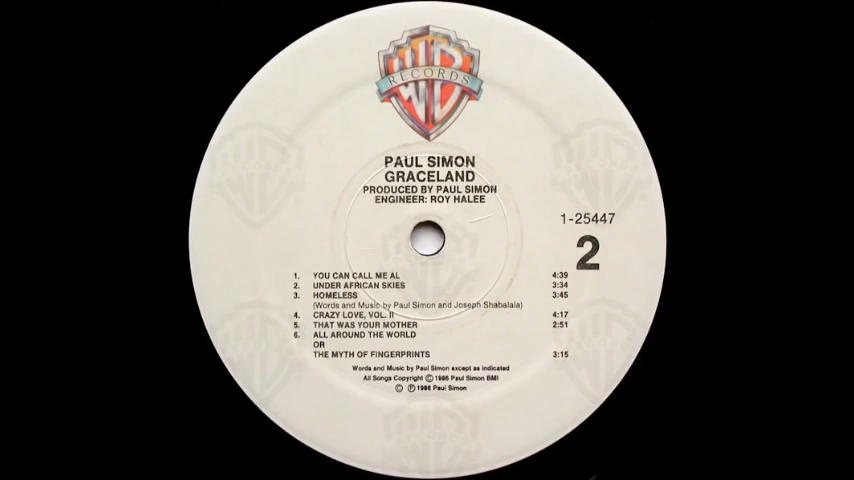 WB
RECORDS
PAUL SIMON
GRACELAND
PRODUCED BY PAUL SIMON
ENGINEER: ROY HALEE
1-25447
2
1. YOU CAN CALL ME AL 4:39
2. UNDER AFRICAN SKIES 3:34
3. HOMELESS 3:45
(Words and Music by Paul Simon and Joseph Shabalala)
4. CRAZY LOVE, VOL. II 4:17
5. THAT WAS YOUR MOTHER 2:51
6. ALL AROUND THE WORLD
OR
THE MYTH OF FINGERPRINTS 3:15
Words and Music by Paul Simon except as indicated
All Songs Copyright © 1986 Paul Simon BMI
© ℗ 1986 Paul Simon